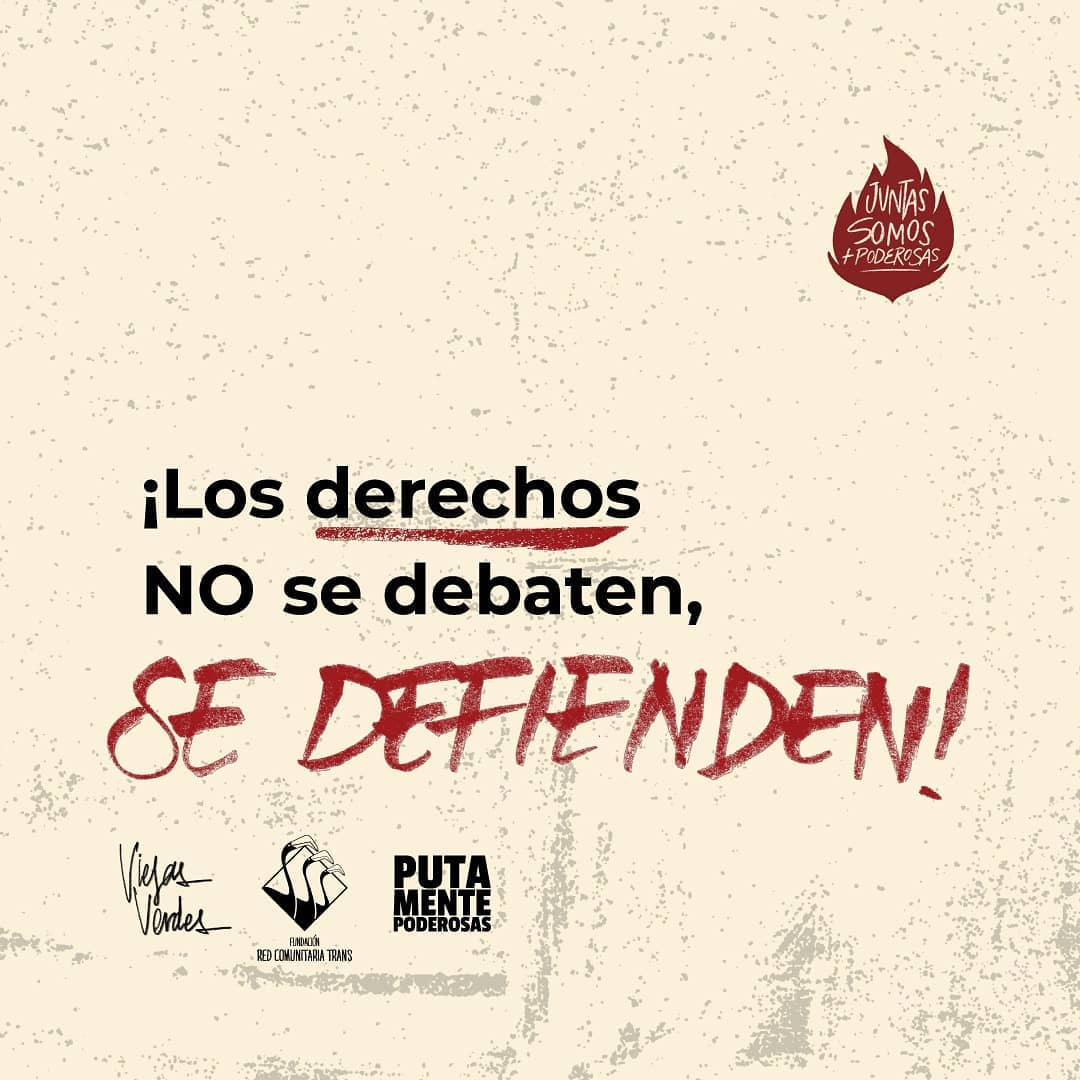 JUNTAS
SOMOS
+PODEROSAS
¡Los derechos
NO se debaten,
SE DEFIENDEN!
Viejas
Verdes
FUNDACIÓN
RED COMUNITARIA TRANS
PUTA
MENTE
PODEROSAS